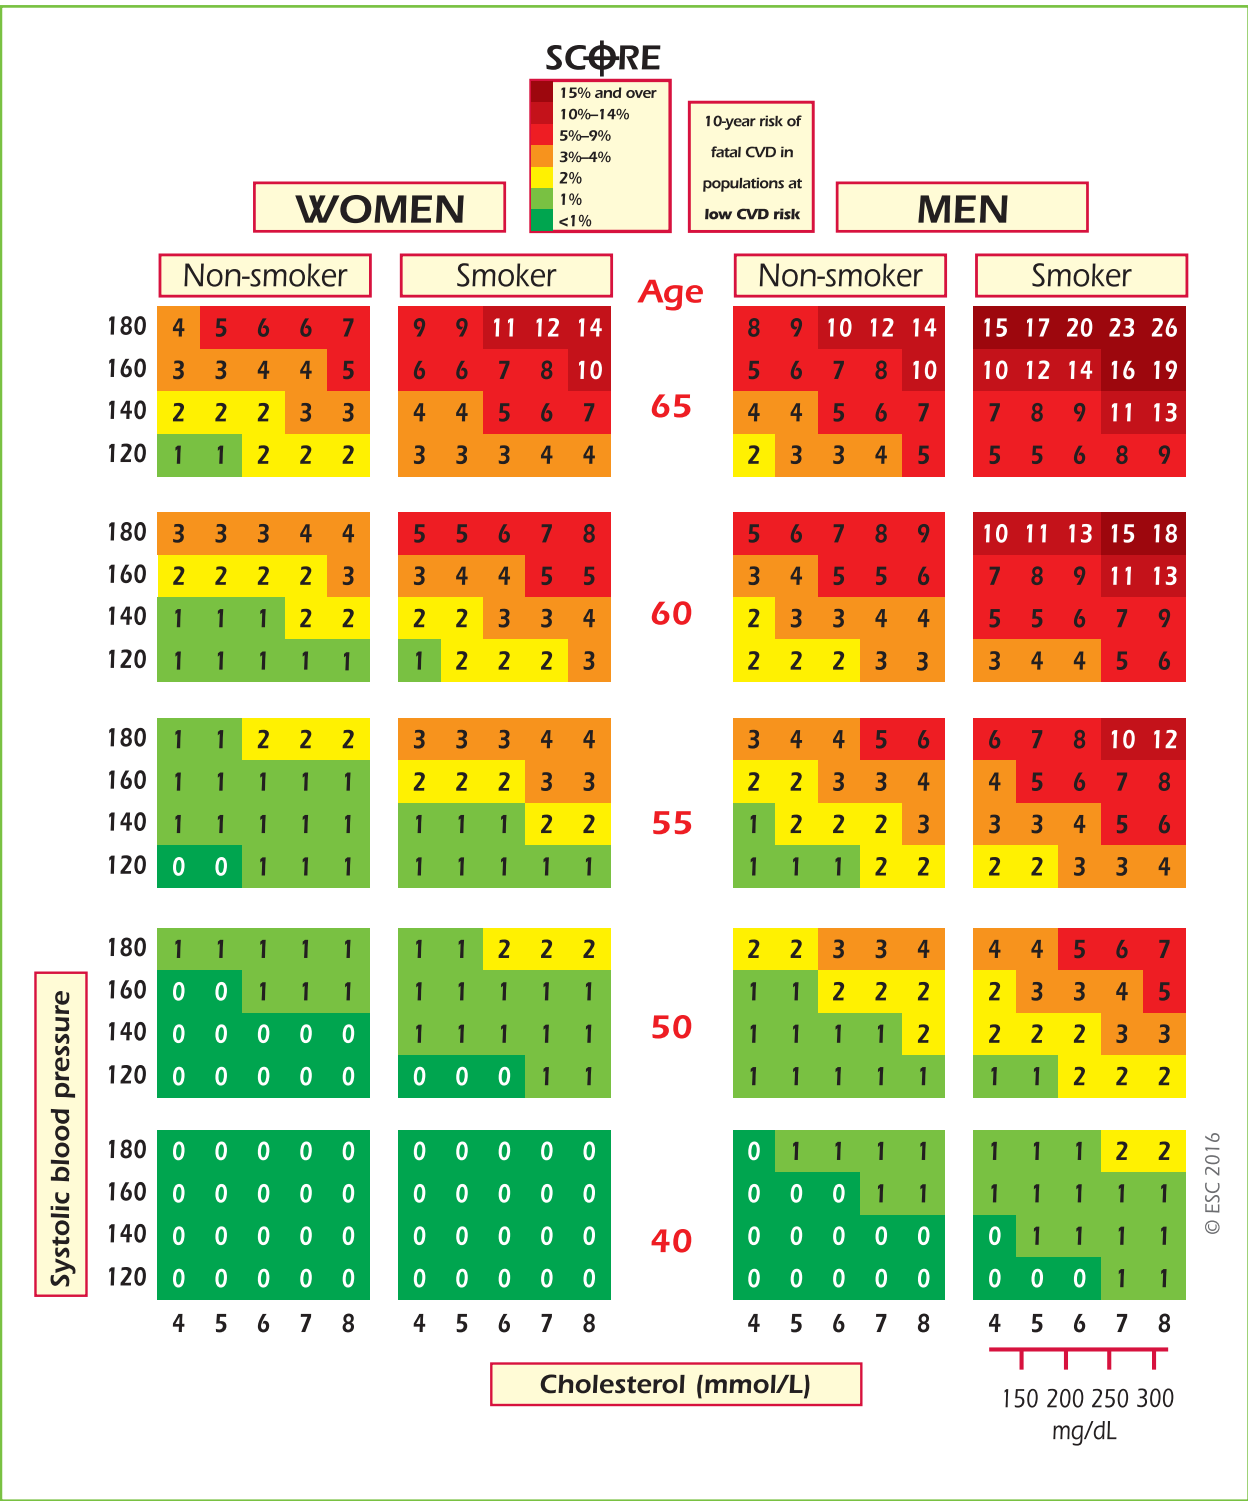 SCORE
15% and over
10%–14%
5%–9%
3%–4%
2%
1%
<1%
10-year risk of
fatal CVD in
populations at
low CVD risk
WOMEN
MEN
Non-smoker Smoker Age Non-smoker Smoker
180 4 5 6 6 7 9 9 11 12 14 8 9 10 12 14 15 17 20 23 26
160 3 3 4 4 5 6 6 7 8 10 5 6 7 8 10 10 12 14 16 19
65
140 2 2 2 3 3 4 4 5 6 7 4 4 5 6 7 7 8 9 11 13
120 1 1 2 2 2 3 3 3 4 4 2 3 3 4 5 5 5 6 8 9
180 3 3 3 4 4 5 5 6 7 8 5 6 7 8 9 10 11 13 15 18
160 2 2 2 2 3 3 4 4 5 5 3 4 5 5 6 7 8 9 11 13
60
140 1 1 1 2 2 2 2 3 3 4 2 3 3 4 4 5 5 6 7 9
120 1 1 1 1 1 1 2 2 2 3 2 2 2 3 3 3 4 4 5 6
180 1 1 2 2 2 3 3 3 4 4 3 4 4 5 6 6 7 8 10 12
160 1 1 1 1 1 2 2 2 3 3 2 2 3 3 4 4 5 6 7 8
55
140 1 1 1 1 1 1 1 1 2 2 1 2 2 2 3 3 3 4 5 6
120 0 0 1 1 1 1 1 1 1 1 1 1 1 2 2 2 2 3 3 4
180 1 1 1 1 1 1 1 2 2 2 2 2 3 3 4 4 4 5 6 7
160 0 0 1 1 1 1 1 1 1 1 1 1 2 2 2 2 3 3 4 5
50
140 0 0 0 0 0 1 1 1 1 1 1 1 1 1 2 2 2 2 3 3
120 0 0 0 0 0 0 0 0 1 1 1 1 1 1 1 1 1 2 2 2
180 0 0 0 0 0 0 0 0 0 0 0 1 1 1 1 1 1 1 2 2
160 0 0 0 0 0 0 0 0 0 0 0 0 0 1 1 1 1 1 1 1
40
140 0 0 0 0 0 0 0 0 0 0 0 0 0 0 0 0 1 1 1 1
120 0 0 0 0 0 0 0 0 0 0 0 0 0 0 0 0 0 0 1 1
4 5 6 7 8 4 5 6 7 8 4 5 6 7 8 4 5 6 7 8
Systolic blood pressure
Cholesterol (mmol/L)
150 200 250 300
mg/dL
© ESC 2016